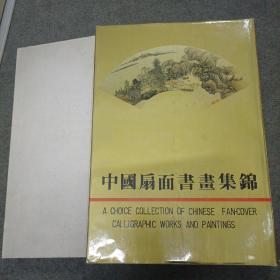 中國扇面書畫集錦
A CHOICE COLLECTION OF CHINESE FAN-COVER
CALLIGRAPHIC WORKS AND PAINTINGS